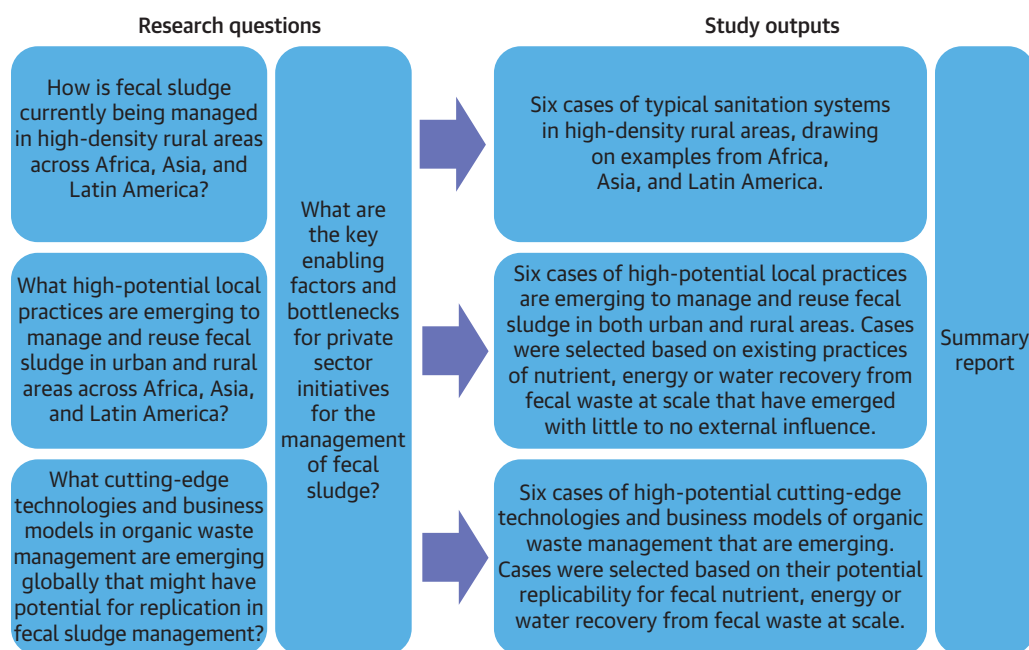 Research questions
How is fecal sludge
currently being managed
in high-density rural areas
across Africa, Asia, and
Latin America?
What high-potential local
practices are emerging to
manage and reuse fecal
sludge in urban and rural
areas across Africa, Asia,
and Latin America?
What cutting-edge
technologies and business
models in organic waste
management are emerging
globally that might have
potential for replication in
fecal sludge management?
What are
the key
enabling
factors and
bottlenecks
for private
sector
initiatives
for the
management
of fecal
sludge?
Study outputs
Six cases of typical sanitation systems
in high-density rural areas, drawing
on examples from Africa,
Asia, and Latin America.
Six cases of high-potential local practices
are emerging to manage and reuse fecal
sludge in both urban and rural areas. Cases
were selected based on existing practices
of nutrient, energy or water recovery from
fecal waste at scale that have emerged
with little to no external influence.
Six cases of high-potential cutting-edge
technologies and business models of organic
waste management that are emerging.
Cases were selected based on their potential
replicability for fecal nutrient, energy or
water recovery from fecal waste at scale.
Summary
report